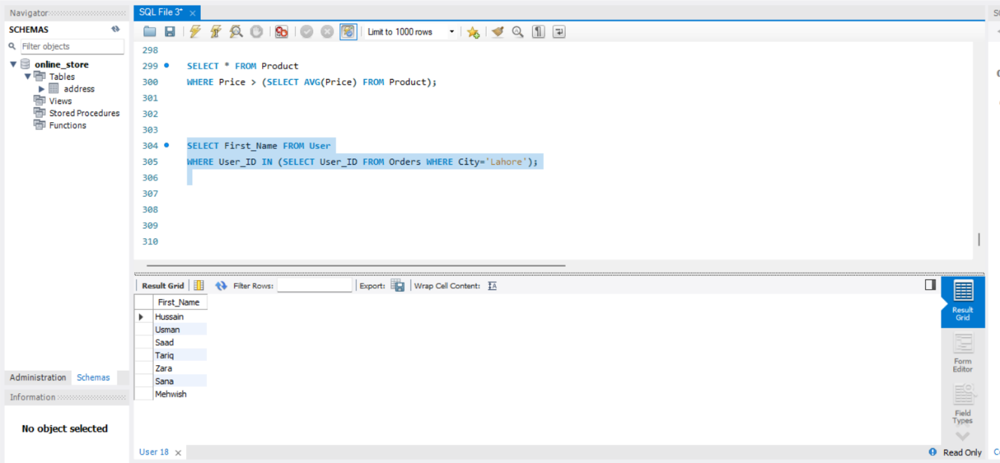 Navigator
SCHEMAS
Filter objects
online_store
Tables
address
Views
Stored Procedures
Functions
Administration Schemas
Information
No object selected
SQL File 3*
Limit to 1000 rows
298
299 SELECT * FROM Product
300 WHERE Price > (SELECT AVG(Price) FROM Product);
301
302
303
304 SELECT First_Name FROM User
305 WHERE User_ID IN (SELECT User_ID FROM Orders WHERE City='Lahore');
306
307
308
309
310
Result Grid Filter Rows: Export: Wrap Cell Content: IA
First_Name
Hussain
Usman
Saad
Tariq
Zara
Sana
Mehwish
Result
Grid
Form
Editor
Field
Types
User 18
Read Only